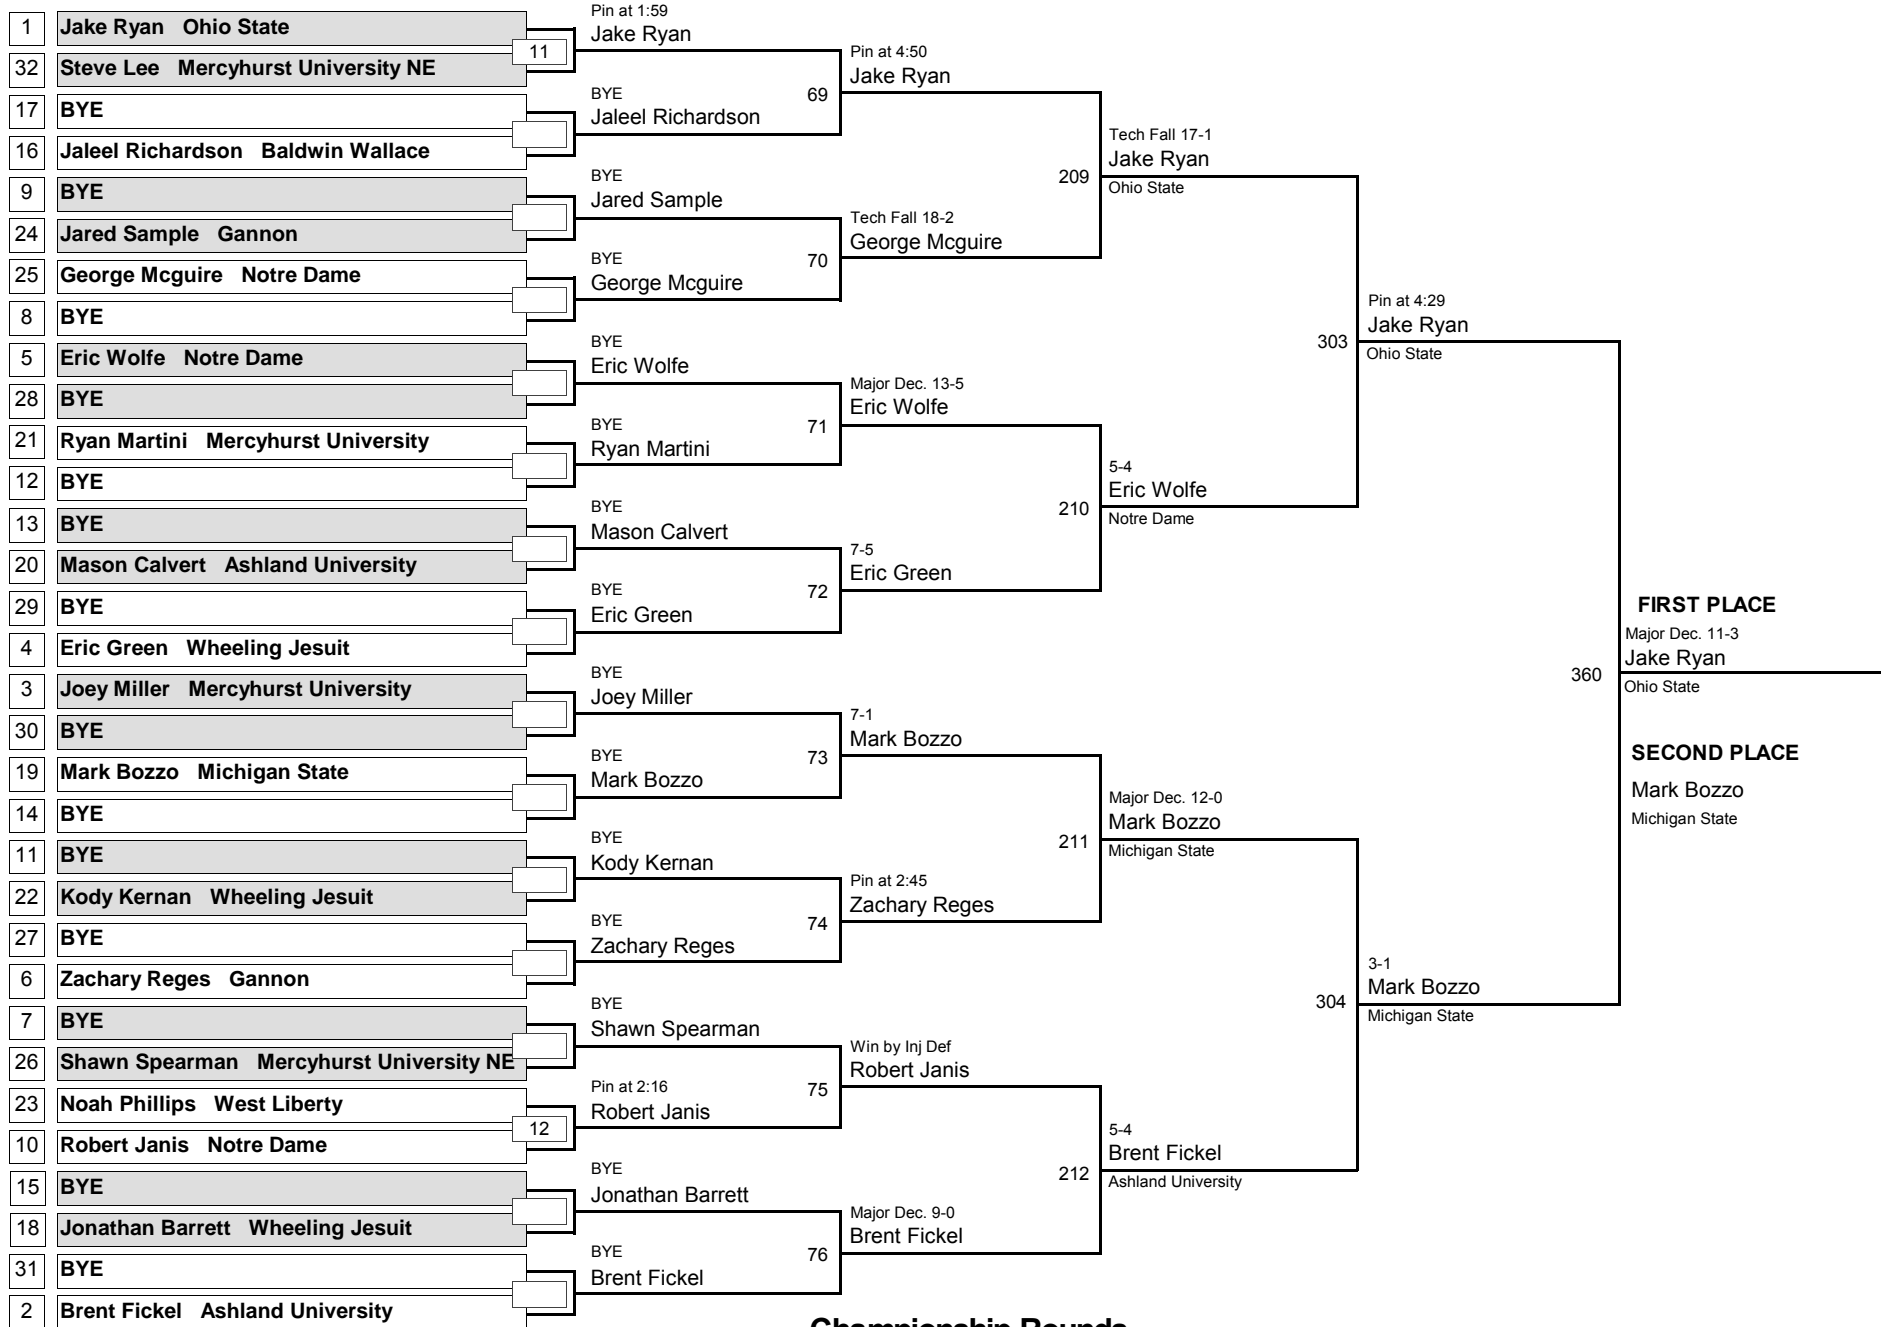 1 Jake Ryan Ohio State
32 Steve Lee Mercyhurst University NE
17 BYE
16 Jaleel Richardson Baldwin Wallace
9 BYE
24 Jared Sample Gannon
25 George Mcguire Notre Dame
8 BYE
5 Eric Wolfe Notre Dame
28 BYE
21 Ryan Martini Mercyhurst University
12 BYE
13 BYE
20 Mason Calvert Ashland University
29 BYE
4 Eric Green Wheeling Jesuit
3 Joey Miller Mercyhurst University
30 BYE
19 Mark Bozzo Michigan State
14 BYE
11 BYE
22 Kody Kernan Wheeling Jesuit
27 BYE
6 Zachary Reges Gannon
7 BYE
26 Shawn Spearman Mercyhurst University NE
23 Noah Phillips West Liberty
10 Robert Janis Notre Dame
15 BYE
18 Jonathan Barrett Wheeling Jesuit
31 BYE
2 Brent Fickel Ashland University
11
12
Pin at 1:59
Jake Ryan
BYE
Jaleel Richardson
BYE
Jared Sample
BYE
George Mcguire
BYE
Eric Wolfe
BYE
Ryan Martini
BYE
Mason Calvert
BYE
Eric Green
BYE
Joey Miller
BYE
Mark Bozzo
BYE
Kody Kernan
BYE
Zachary Reges
BYE
Shawn Spearman
Pin at 2:16
Robert Janis
BYE
Jonathan Barrett
BYE
Brent Fickel
69
70
71
72
73
74
75
76
Pin at 4:50
Jake Ryan
Tech Fall 18-2
George Mcguire
Major Dec. 13-5
Eric Wolfe
7-5
Eric Green
7-1
Mark Bozzo
Pin at 2:45
Zachary Reges
Win by Inj Def
Robert Janis
Major Dec. 9-0
Brent Fickel
209
210
211
212
Tech Fall 17-1
Jake Ryan
Ohio State
5-4
Eric Wolfe
Notre Dame
Major Dec. 12-0
Mark Bozzo
Michigan State
5-4
Brent Fickel
Ashland University
303
304
Pin at 4:29
Jake Ryan
Ohio State
3-1
Mark Bozzo
Michigan State
360
FIRST PLACE
Major Dec. 11-3
Jake Ryan
Ohio State
SECOND PLACE
Mark Bozzo
Michigan State
Championship Rounds